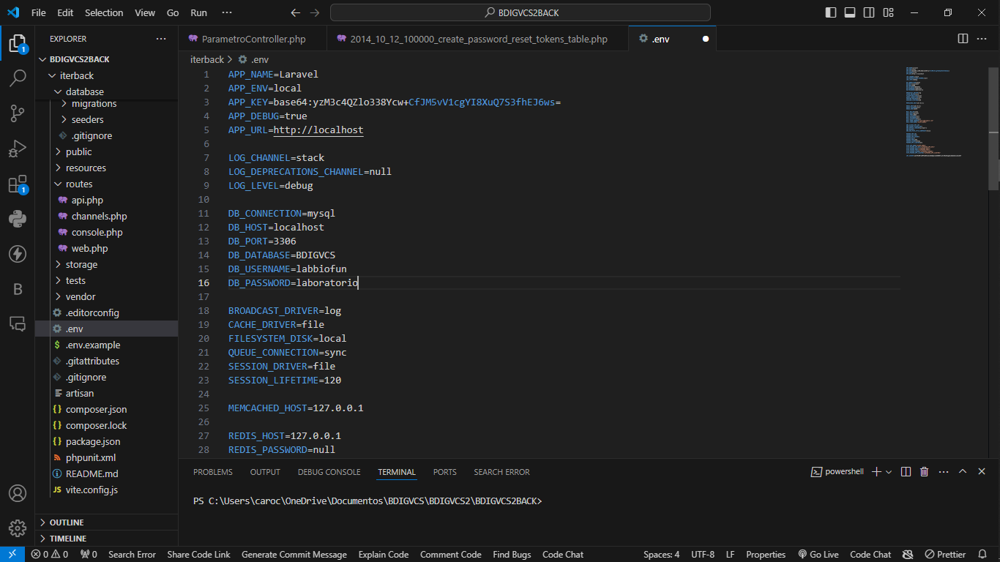 File Edit Selection View Go Run ··· BDIGVCS2BACK
EXPLORER
BDIGVCS2BACK
iterback
database
migrations
seeders
.gitignore
public
resources
routes
api.php
channels.php
console.php
web.php
storage
tests
vendor
.editorconfig
.env
.env.example
.gitattributes
.gitignore
artisan
composer.json
composer.lock
package.json
phpunit.xml
README.md
vite.config.js
OUTLINE
TIMELINE
ParametroController.php 2014_10_12_100000_create_password_reset_tokens_table.php .env
iterback > .env
1 APP_NAME=Laravel
2 APP_ENV=local
3 APP_KEY=base64:yzM3c4QZlo338Ycw+CfJM5vV1cgYI8XuQ7S3fhEJ6ws=
4 APP_DEBUG=true
5 APP_URL=http://localhost
6
7 LOG_CHANNEL=stack
8 LOG_DEPRECATIONS_CHANNEL=null
9 LOG_LEVEL=debug
10
11 DB_CONNECTION=mysql
12 DB_HOST=localhost
13 DB_PORT=3306
14 DB_DATABASE=BDIGVCS
15 DB_USERNAME=labbiofun
16 DB_PASSWORD=laboratorio
17
18 BROADCAST_DRIVER=log
19 CACHE_DRIVER=file
20 FILESYSTEM_DISK=local
21 QUEUE_CONNECTION=sync
22 SESSION_DRIVER=file
23 SESSION_LIFETIME=120
24
25 MEMCACHED_HOST=127.0.0.1
26
27 REDIS_HOST=127.0.0.1
28 REDIS_PASSWORD=null
PROBLEMS OUTPUT DEBUG CONSOLE TERMINAL PORTS SEARCH ERROR powershell
PS C:\Users\caroc\OneDrive\Documentos\BDIGVCS\BDIGVCS2\BDIGVCS2BACK>
0 0 0 Search Error Share Code Link Generate Commit Message Explain Code Comment Code Find Bugs Code Chat Spaces: 4 UTF-8 LF Properties Go Live Code Chat Prettier